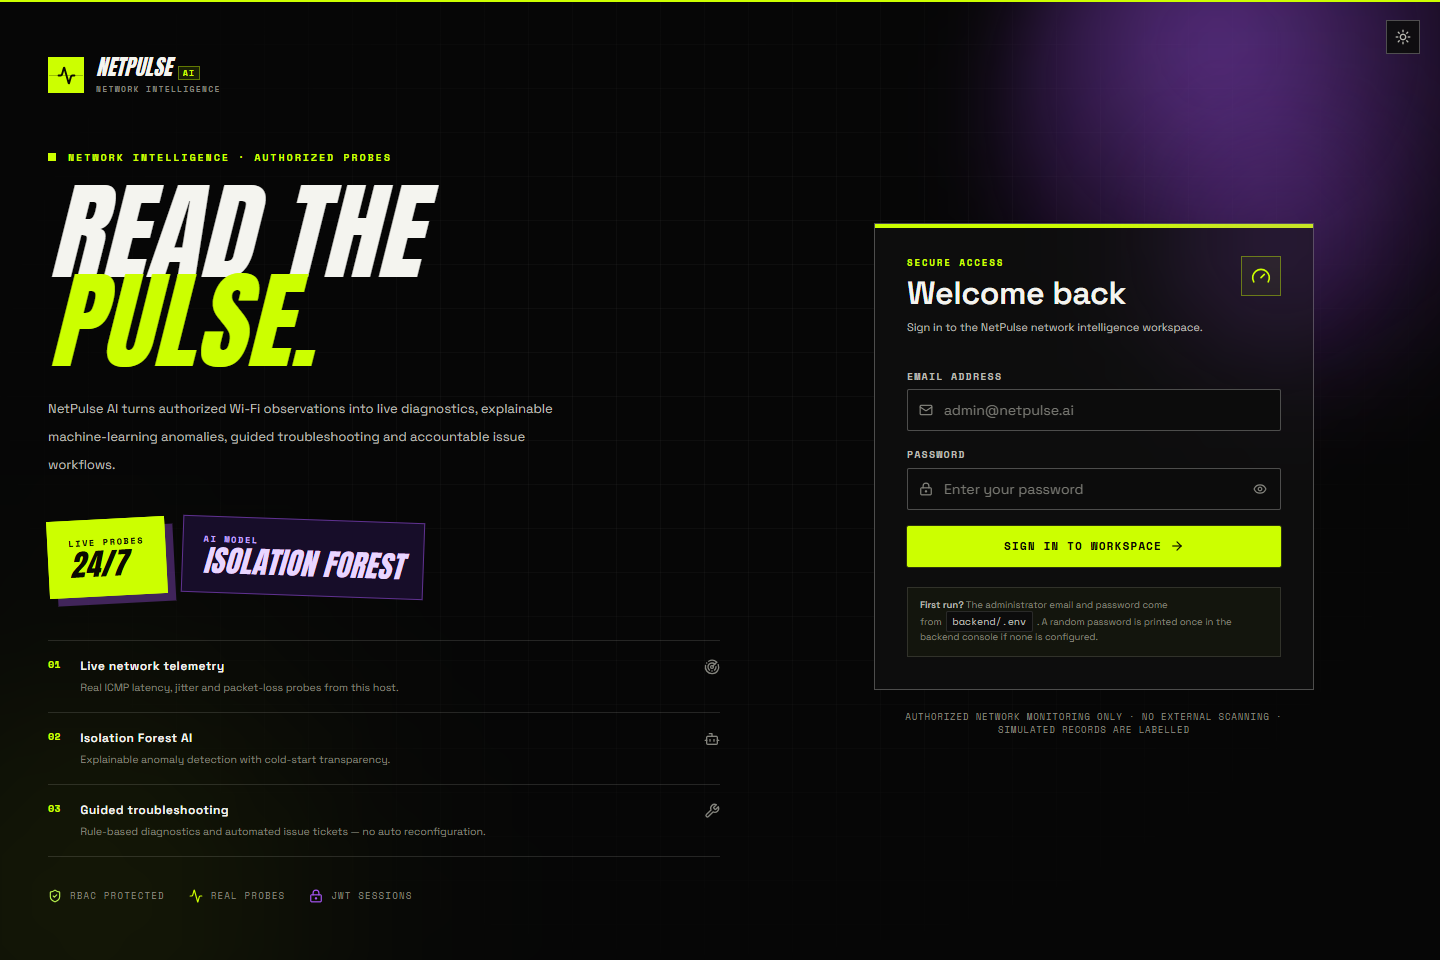 NETPULSE AI
NETWORK INTELLIGENCE
NETWORK INTELLIGENCE · AUTHORIZED PROBES
READ THE
PULSE.
NetPulse AI turns authorized Wi-Fi observations into live diagnostics, explainable
machine-learning anomalies, guided troubleshooting and accountable issue
workflows.
LIVE PROBES
24/7
AI MODEL
ISOLATION FOREST
01 Live network telemetry
Real ICMP latency, jitter and packet-loss probes from this host.
02 Isolation Forest AI
Explainable anomaly detection with cold-start transparency.
03 Guided troubleshooting
Rule-based diagnostics and automated issue tickets — no auto reconfiguration.
RBAC PROTECTED REAL PROBES JWT SESSIONS
SECURE ACCESS
Welcome back
Sign in to the NetPulse network intelligence workspace.
EMAIL ADDRESS
admin@netpulse.ai
PASSWORD
Enter your password
SIGN IN TO WORKSPACE →
First run? The administrator email and password come
from backend/.env . A random password is printed once in the
backend console if none is configured.
AUTHORIZED NETWORK MONITORING ONLY · NO EXTERNAL SCANNING ·
SIMULATED RECORDS ARE LABELLED